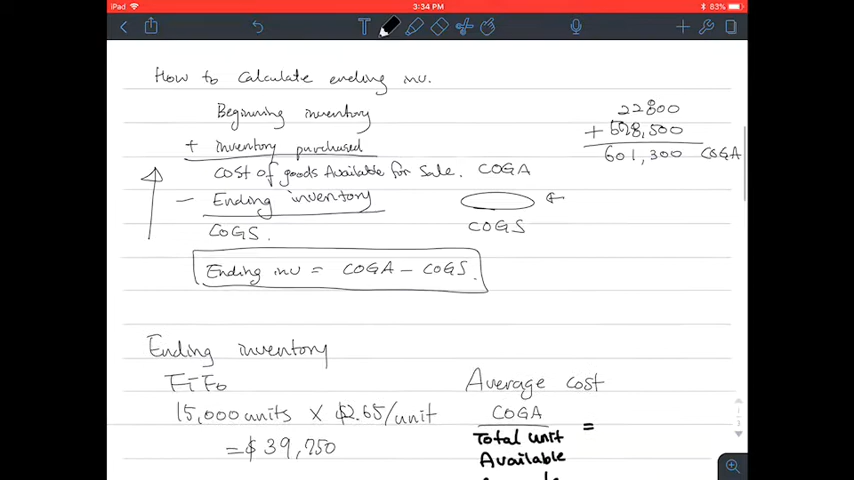 iPad
3:34 PM
83%
T
How to calculate ending inv.
Beginning inventory
+ inventory purchased
cost of goods Available for sale. COGA
- Ending inventory
COGS.
COGS
Ending inv = COGA - COGS.
22800
+ 578,500
601,300 COGA
Ending inventory
FiFo
15,000 units × $2.65/unit
= $ 39,750
Average cost
COGA
Total unit =
Available